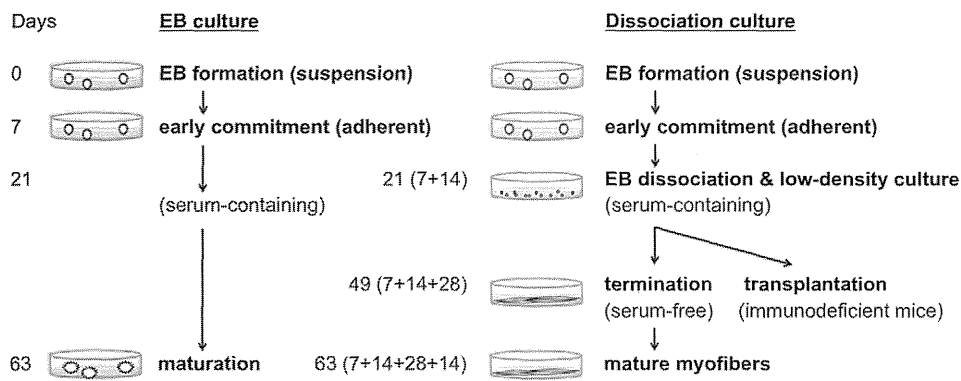 Days EB culture Dissociation culture
0 EB formation (suspension) EB formation (suspension)
7 early commitment (adherent) early commitment (adherent)
21 21 (7+14) EB dissociation & low-density culture
(serum-containing) (serum-containing)
49 (7+14+28) termination transplantation
(serum-free) (immunodeficient mice)
63 maturation 63 (7+14+28+14) mature myofibers